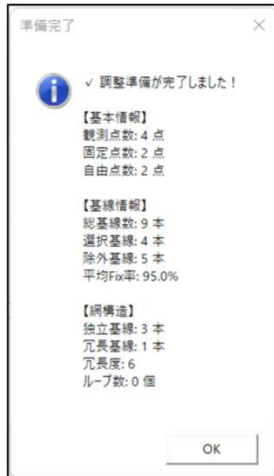 準備完了
✓ 調整準備が完了しました！
【基本情報】
観測点数: 4 点
固定点数: 2 点
自由点数: 2 点
【基線情報】
総基線数: 9 本
選択基線: 4 本
除外基線: 5 本
平均Fix率: 95.0%
【網構造】
独立基線: 3 本
冗長基線: 1 本
冗長度: 6
ループ数: 0 個
OK